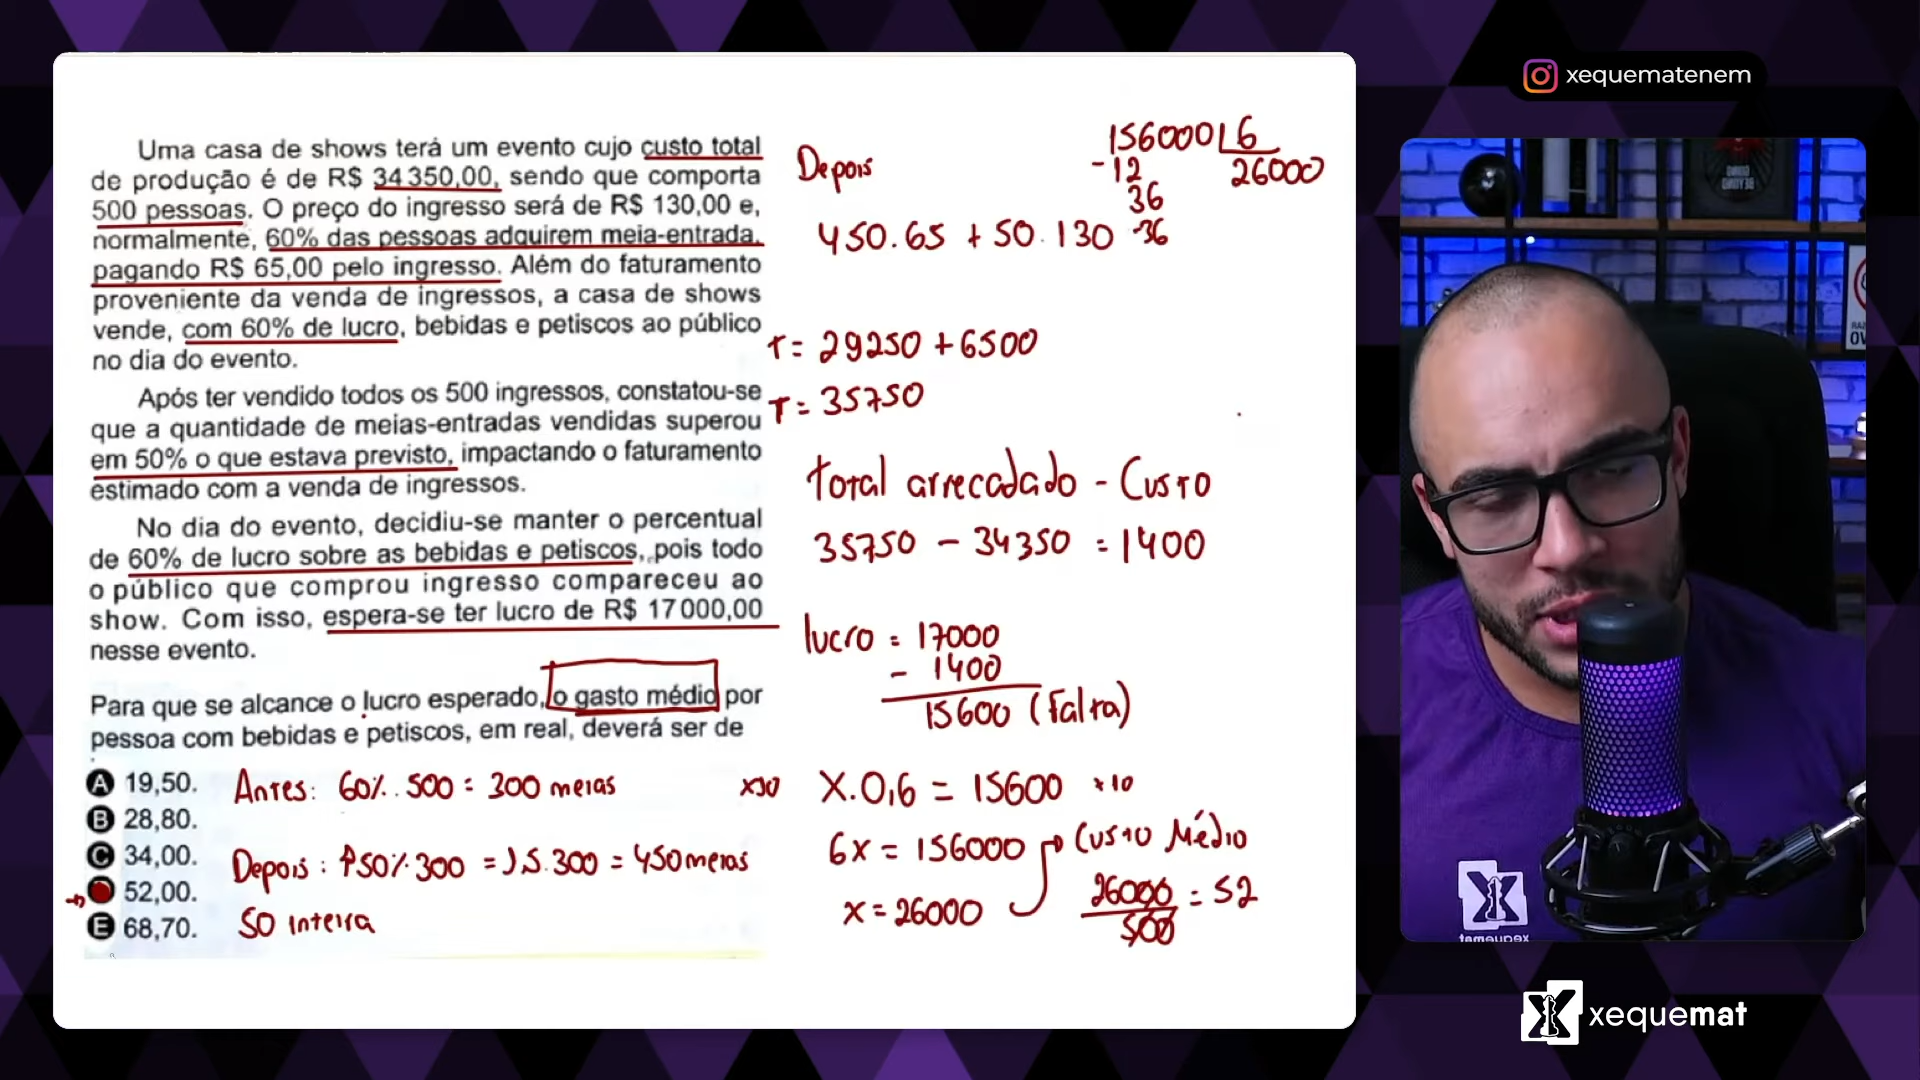 xequematenem
Uma casa de shows terá um evento cujo custo total
de produção é de R$ 34 350,00, sendo que comporta
500 pessoas. O preço do ingresso será de R$ 130,00 e,
normalmente, 60% das pessoas adquirem meia-entrada,
pagando R$ 65,00 pelo ingresso. Além do faturamento
proveniente da venda de ingressos, a casa de shows
vende, com 60% de lucro, bebidas e petiscos ao público
no dia do evento.
Após ter vendido todos os 500 ingressos, constatou-se
que a quantidade de meias-entradas vendidas superou
em 50% o que estava previsto, impactando o faturamento
estimado com a venda de ingressos.
No dia do evento, decidiu-se manter o percentual
de 60% de lucro sobre as bebidas e petiscos, pois todo
o público que comprou ingresso compareceu ao
show. Com isso, espera-se ter lucro de R$ 17 000,00
nesse evento.
Para que se alcance o lucro esperado, o gasto médio por
pessoa com bebidas e petiscos, em real, deverá ser de
A 19,50.
B 28,80.
C 34,00.
52,00.
E 68,70.
Antes: 60%. 500 = 300 meias
Depois: 150%.300 = 1,5.300 = 450 meias
50 inteira
Depois
156000 6
-12 26000
36
-36
450.65 + 50.130
T = 29250 + 6500
T = 35750
Total arrecadado - Custo
35750 - 34350 = 1400
lucro = 17000
- 1400
15600 (Falta)
x10 X.0,6 = 15600 x10
6x = 156000
x = 26000
Custo Médio
26000 = 52
500
xequemat